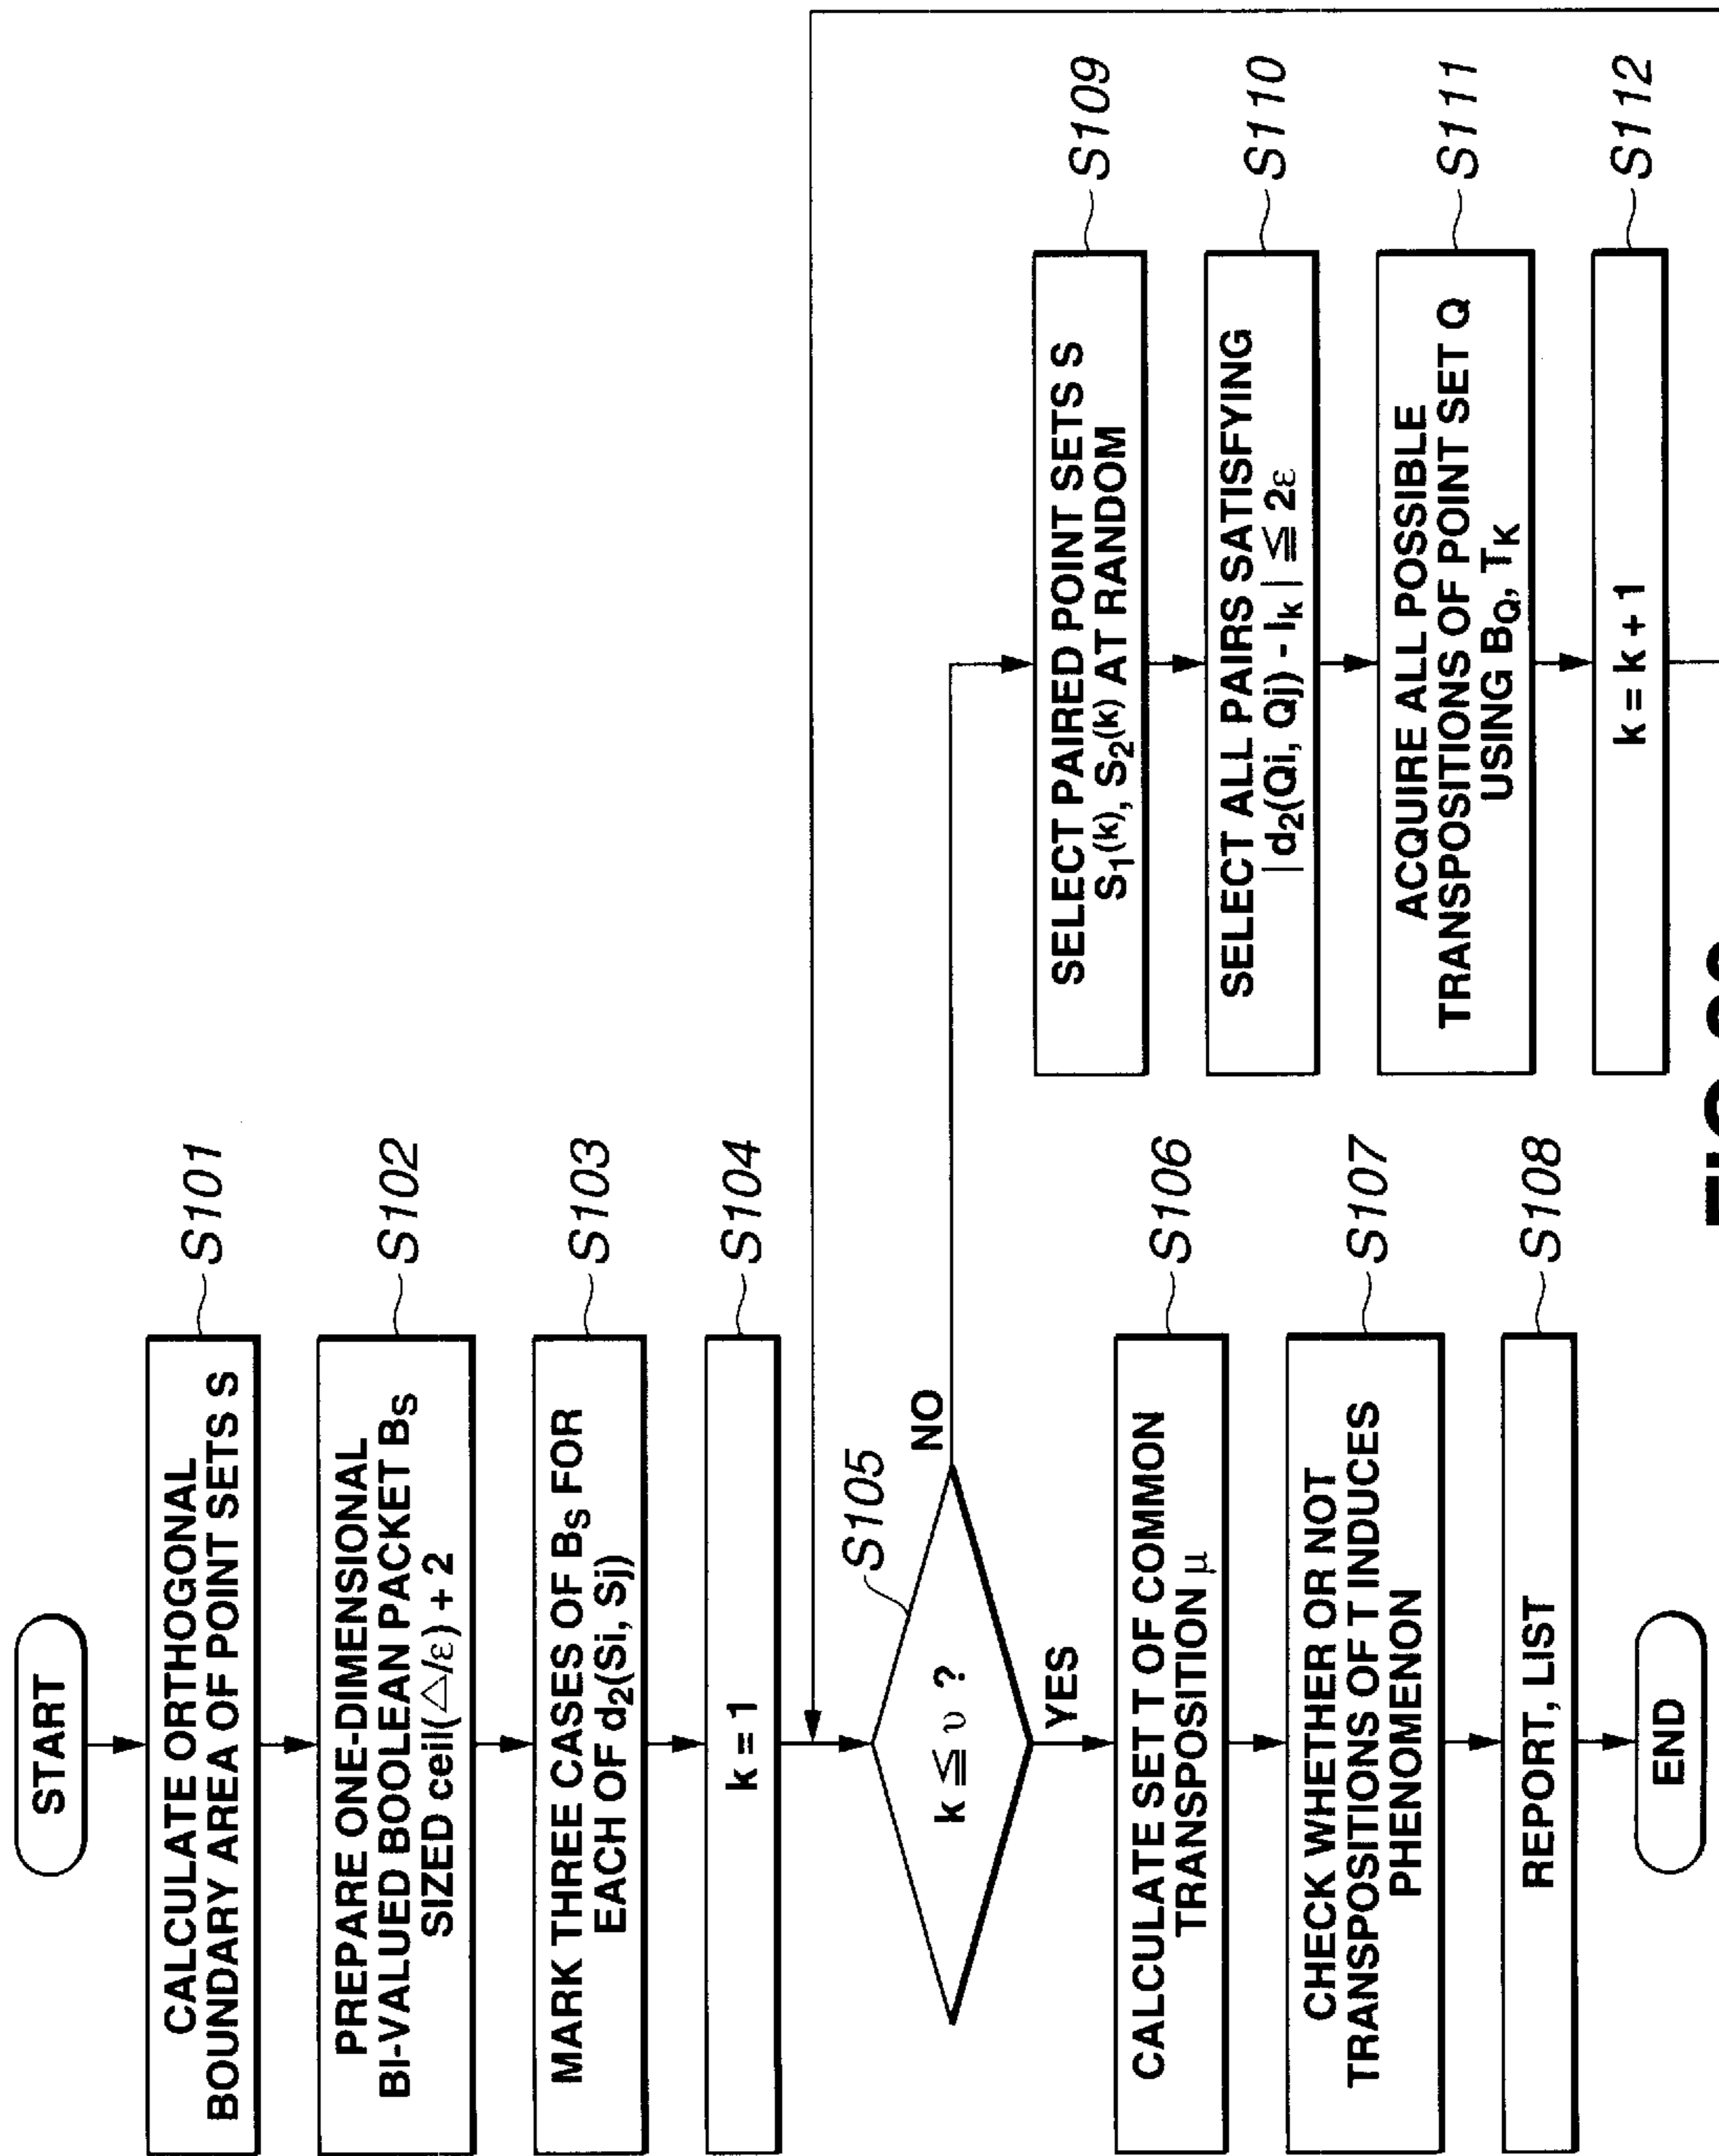 START
CALCULATE ORTHOGONAL
BOUNDARY AREA OF POINT SETS S
S101
PREPARE ONE-DIMENSIONAL
BI-VALUED BOOLEAN PACKET BS
SIZED ceil(△/ε) + 2
S102
MARK THREE CASES OF BS FOR
EACH OF d2(Si, Sj)
S103
k = 1
S104
k ≦ υ ?
S105
NO
YES
CALCULATE SET T OF COMMON
TRANSPOSITION μ
S106
CHECK WHETHER OR NOT
TRANSPOSITIONS OF T INDUCES
PHENOMENON
S107
REPORT, LIST
S108
END
SELECT PAIRED POINT SETS S
S1(k), S2(k) AT RANDOM
S109
SELECT ALL PAIRS SATISFYING
| d2(Qi, Qj) - lk | ≦ 2ε
S110
ACQUIRE ALL POSSIBLE
TRANSPOSITIONS OF POINT SET Q
USING BQ, TK
S111
k = k + 1
S112